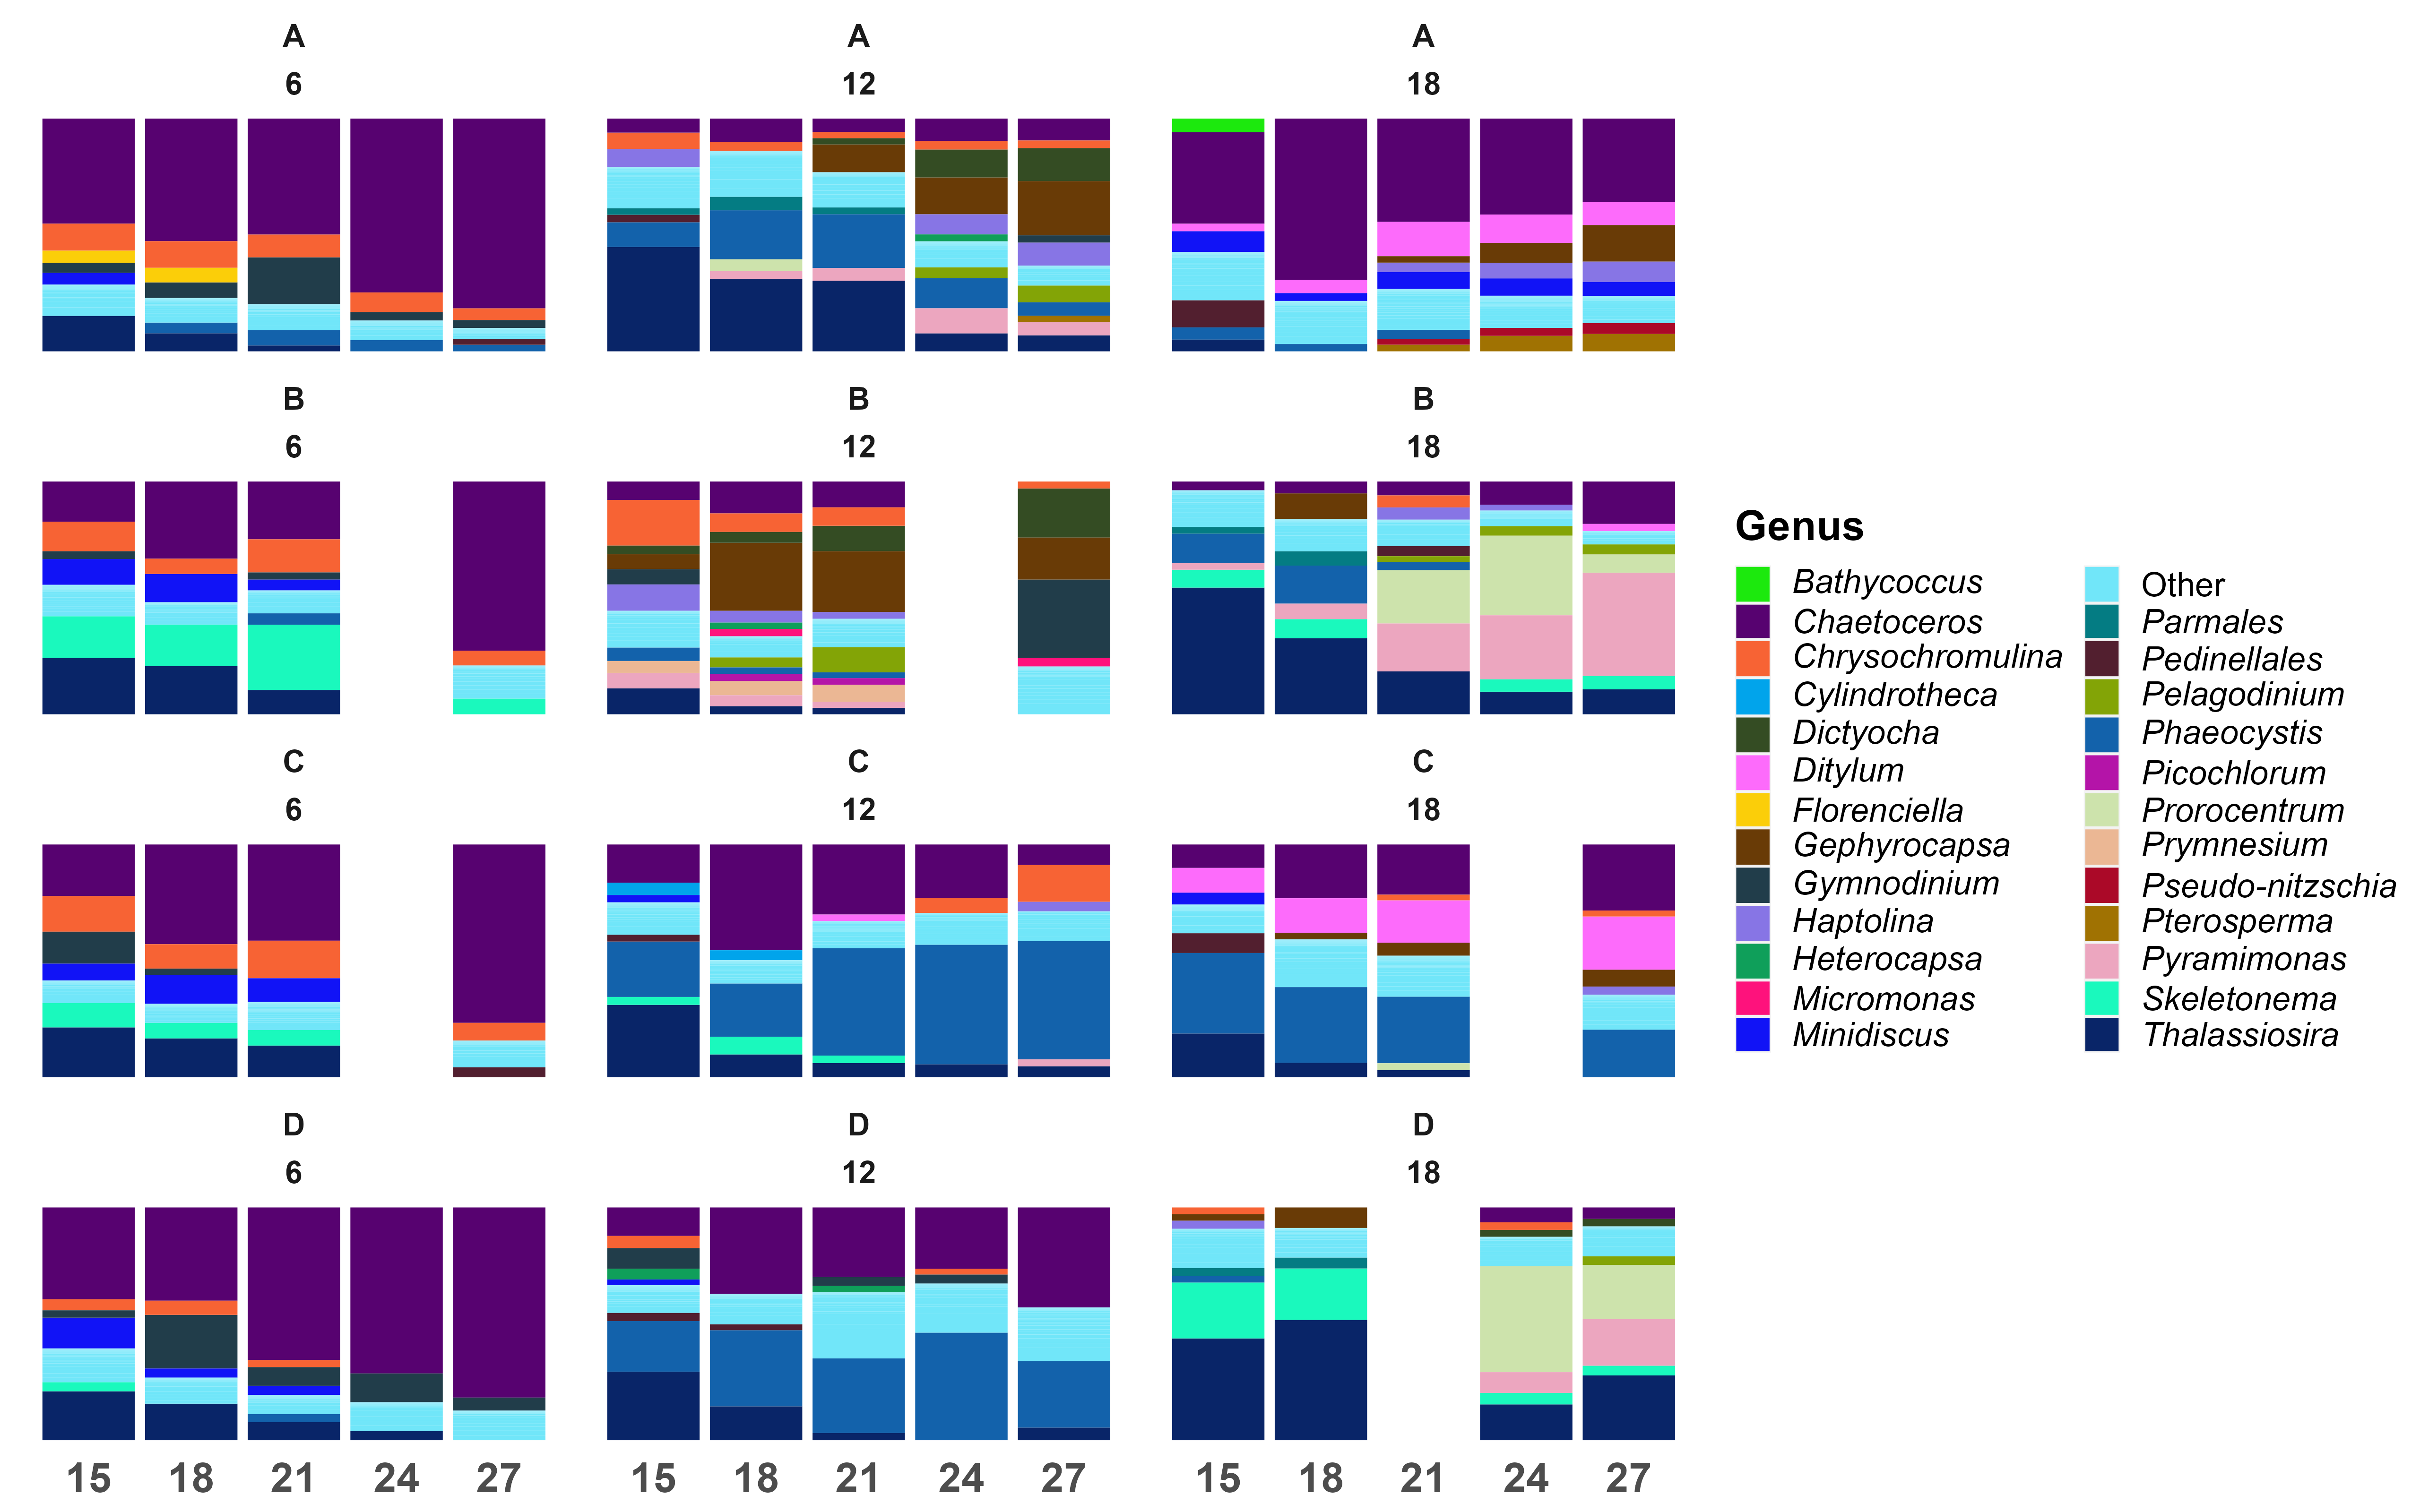 A A A
6 12 18
B B B
6 12 18
Genus
Bathycoccus Other
Chaetoceros Parmales
Chrysochromulina Pedinellales
Cylindrotheca Pelagodinium
Dictyocha Phaeocystis
Ditylum Picochlorum
Florenciella Prorocentrum
Gephyrocapsa Prymnesium
Gymnodinium Pseudo-nitzschia
Haptolina Pterosperma
Heterocapsa Pyramimonas
Micromonas Skeletonema
Minidiscus Thalassiosira
C C C
6 12 18
D D D
6 12 18
15 18 21 24 27 15 18 21 24 27 15 18 21 24 27